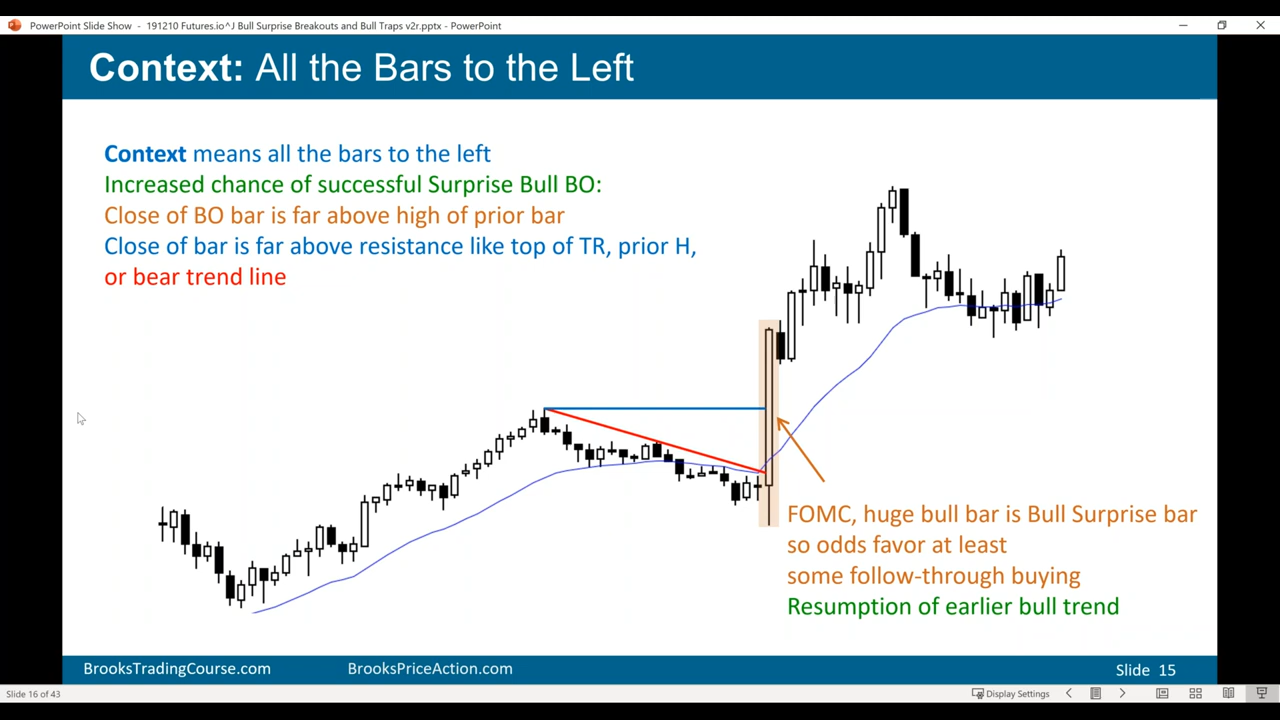 PowerPoint Slide Show - 191210 Futures.io^J Bull Surprise Breakouts and Bull Traps v2r.pptx - PowerPoint
Context: All the Bars to the Left
Context means all the bars to the left
Increased chance of successful Surprise Bull BO:
Close of BO bar is far above high of prior bar
Close of bar is far above resistance like top of TR, prior H,
or bear trend line
FOMC, huge bull bar is Bull Surprise bar
so odds favor at least
some follow-through buying
Resumption of earlier bull trend
BrooksTradingCourse.com
BrooksPriceAction.com
Slide 15
Slide 16 of 43
Display Settings